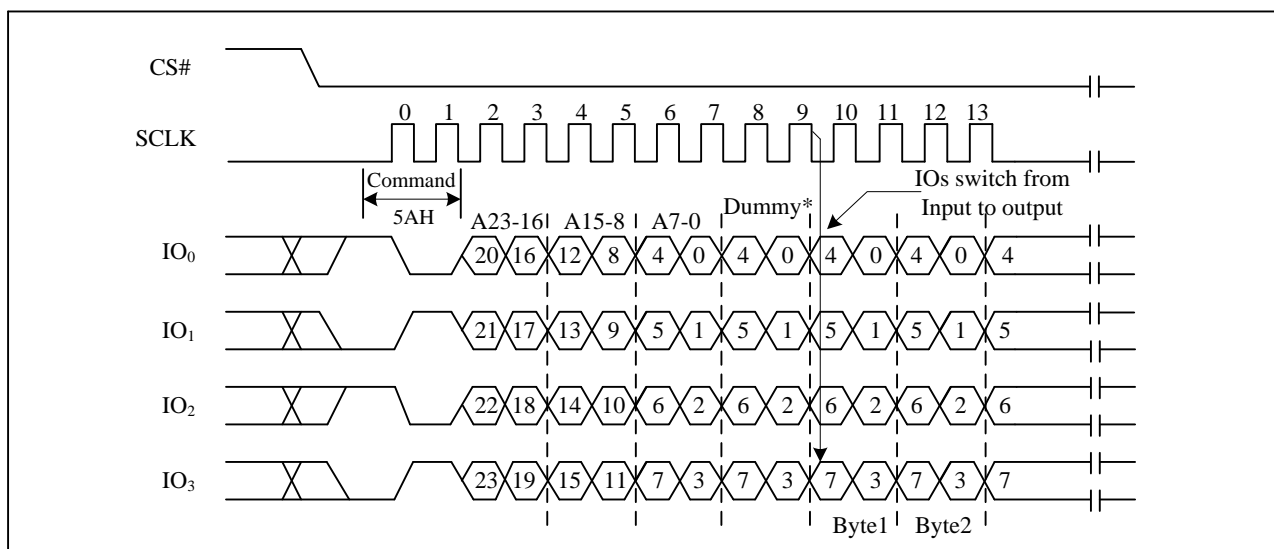 CS#
0 1 2 3 4 5 6 7 8 9 10 11 12 13
SCLK
Command
IOs switch from
Input to output
5AH
A23-16 A15-8 A7-0 Dummy*
IO0 20 16 12 8 4 0 4 0 4 0 4 0 4
IO1 21 17 13 9 5 1 5 1 5 1 5 1 5
IO2 22 18 14 10 6 2 6 2 6 2 6 2 6
IO3 23 19 15 11 7 3 7 3 7 3 7 3 7
Byte1 Byte2